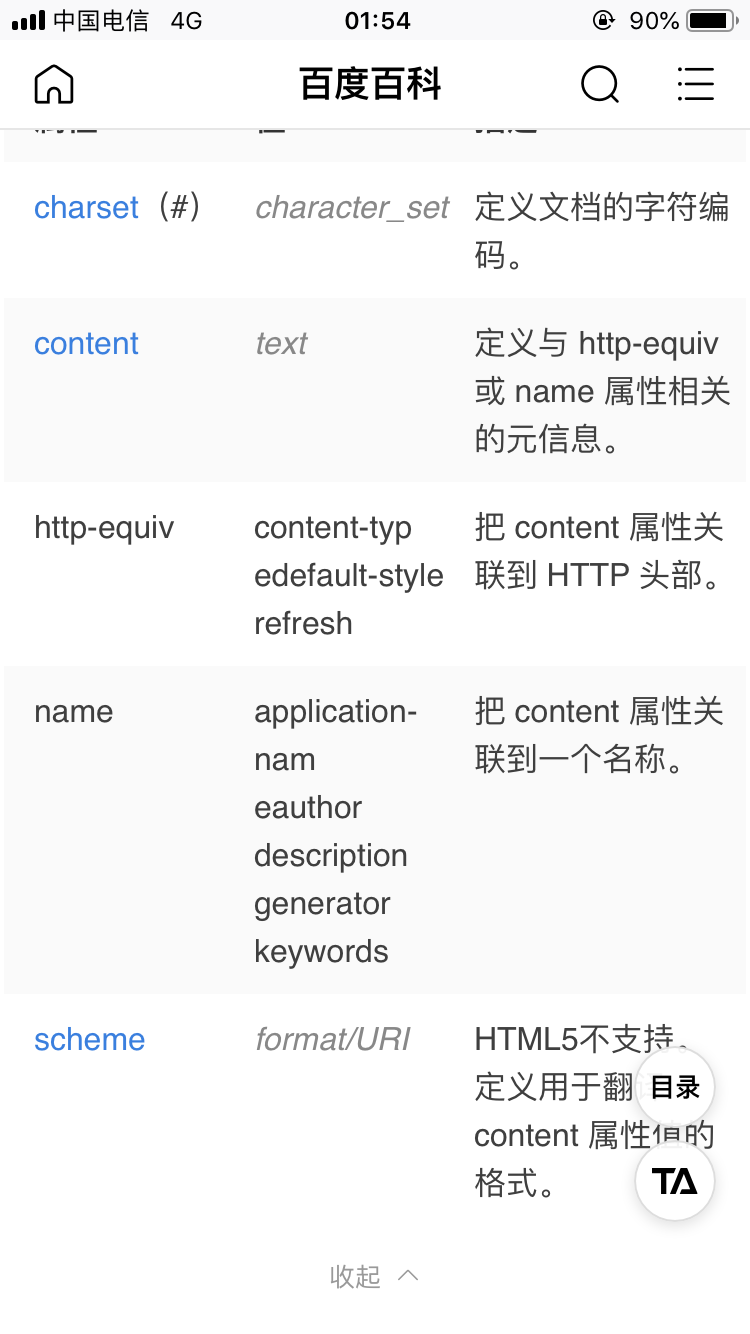 中国电信 4G 01:54 90%
百度百科
charset（#） character_set 定义文档的字符编
码。
content text 定义与 http-equiv
或 name 属性相关
的元信息。
http-equiv content-typ 把 content 属性关
edefault-style 联到 HTTP 头部。
refresh
name application- 把 content 属性关
nam 联到一个名称。
eauthor
description
generator
keywords
scheme format/URI HTML5不支持。
定义用于翻 目录
content 属性值的
格式。 TA
收起